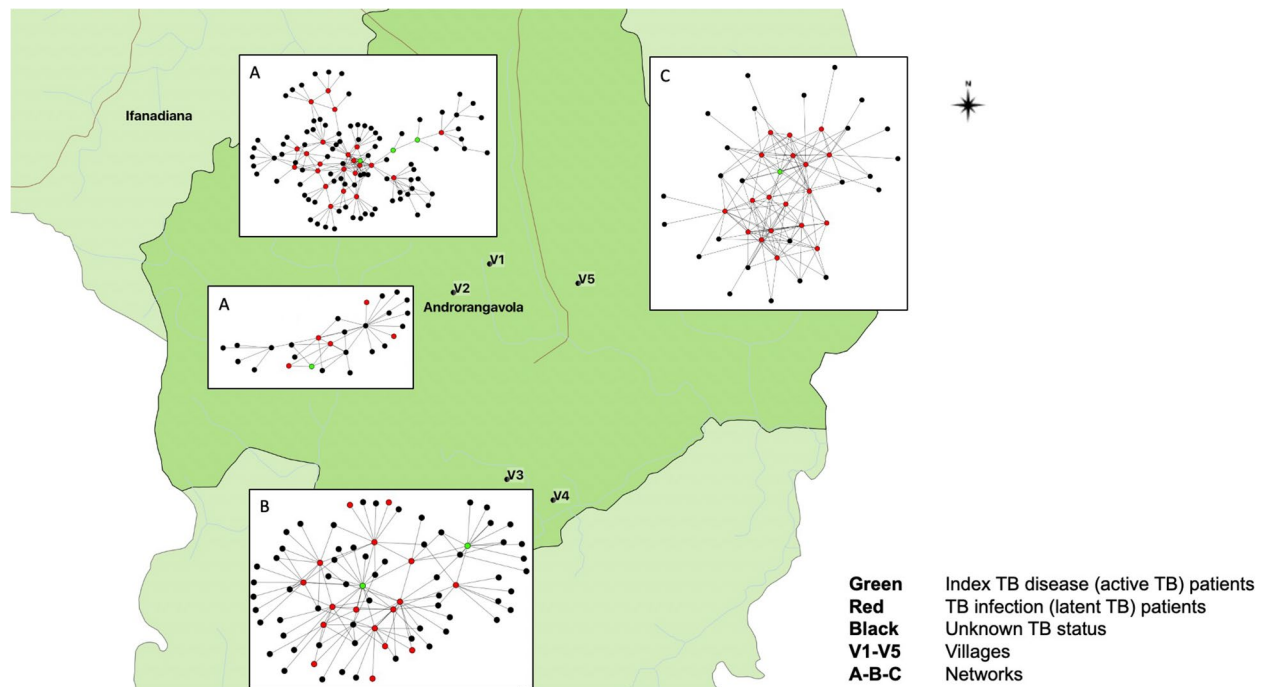 A
C
N
Ifanadiana
V1
V2
V5
Androrangavola
A
V3
V4
B
Green Index TB disease (active TB) patients
Red TB infection (latent TB) patients
Black Unknown TB status
V1-V5 Villages
A-B-C Networks